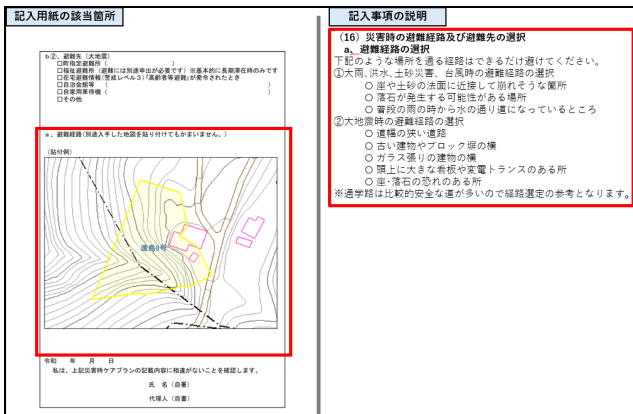 記入用紙の該当箇所
b②、避難先（大地震）
□町指定避難所（　　　　　　　　　　）
□福祉避難所（避難には別途申出が必要です）※基本的に長期滞在時のみです
□在宅避難情報（警戒レベル３）「高齢者等避難」が発令されたとき
□自治会館等（　　　　　　　　　　）
□自家用車待機（　　　　　　　　　　）
□その他
a、避難経路（別途入手した地図を貼り付けてもかまいません。）
（貼付例）
渡島8号
令和　年　月　日
私は、上記災害時ケアプランの記載内容に相違がないことを確認します。
氏　名（自署）
代理人（自書）
記入事項の説明
（16）災害時の避難経路及び避難先の選択
a、避難経路の選択
下記のような場所を通る経路はできるだけ避けてください。
①大雨、洪水、土砂災害、台風時の避難経路の選択
○ 崖や土砂の法面に近接して崩れそうな箇所
○ 落石が発生する可能性がある場所
○ 普段の雨の時から水の通り道になっているところ
②大地震時の避難経路の選択
○ 道幅の狭い道路
○ 古い建物やブロック塀の横
○ ガラス張りの建物の横
○ 頭上に大きな看板や変電トランスのある所
○ 崖・落石の恐れのある所
※通学路は比較的安全な道が多いので経路選定の参考となります。